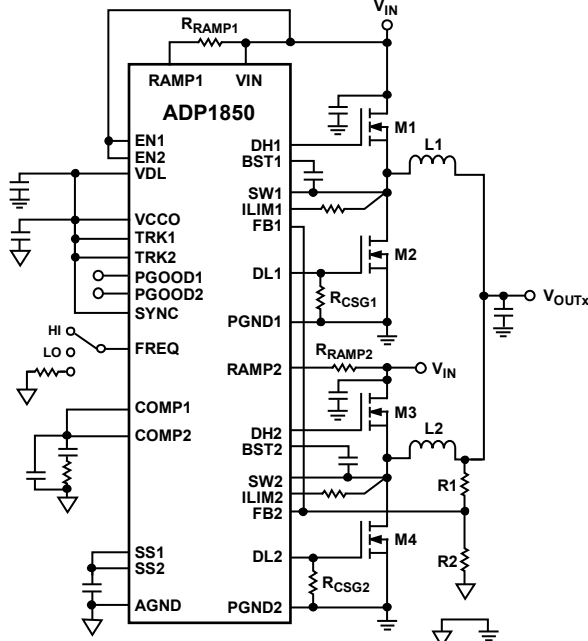 VIN
RRAMP1
RAMP1 VIN
ADP1850
EN1
EN2
VDL
VCCO
TRK1
TRK2
PGOOD1
PGOOD2
SYNC
HI
LO
FREQ
COMP1
COMP2
SS1
SS2
AGND
DH1
BST1
SW1
ILIM1
FB1
DL1
PGND1
RAMP2
DH2
BST2
SW2
ILIM2
FB2
DL2
PGND2
M1
L1
M2
RCSG1
VOUTx
RRAMP2
VIN
M3
L2
R1
M4
R2
RCSG2